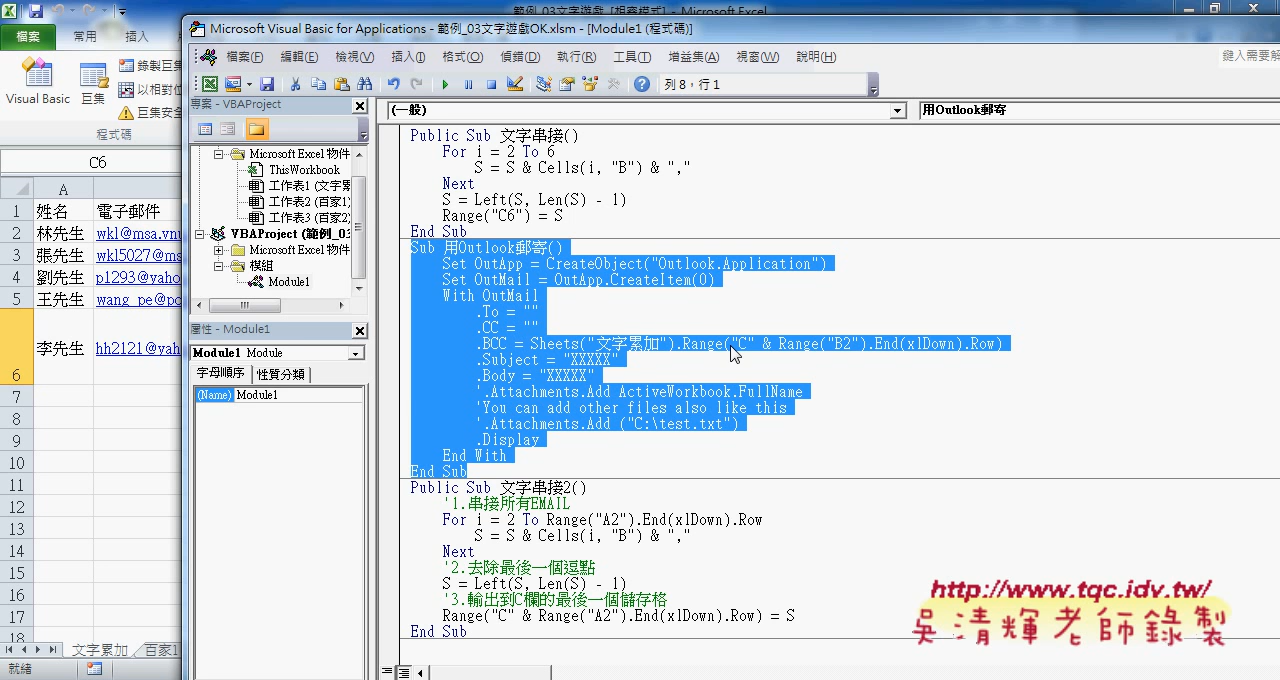 範例_03文字遊戲 [相容模式] - Microsoft Excel
檔案
常用
插入
Visual Basic
巨集
錄製巨集
以相對位
巨集安全
程式碼
鍵入需要解
C6
A
1 姓名 電子郵件
2 林先生 wkl@msa.vnu
3 張先生 wkl5027@ms
4 劉先生 p1293@yaho
5 王先生 wang_pe@pc
6 李先生 hh2121@yah
7
8
9
10
11
12
13
14
15
16
17
18
文字累加 百家1
就緒
Microsoft Visual Basic for Applications - 範例_03文字遊戲OK.xlsm - [Module1 (程式碼)]
檔案(F) 編輯(E) 檢視(V) 插入(I) 格式(O) 偵錯(D) 執行(R) 工具(T) 增益集(A) 視窗(W) 說明(H)
列 8，行 1
專案 - VBAProject
Microsoft Excel 物件
ThisWorkbook
工作表1 (文字累
工作表2 (百家1)
工作表3 (百家2)
VBAProject (範例_03
Microsoft Excel 物件
模組
Module1
屬性 - Module1
Module1 Module
字母順序 性質分類
(Name) Module1
(一般)
用Outlook郵寄
Public Sub 文字串接()
For i = 2 To 6
S = S & Cells(i, "B") & ","
Next
S = Left(S, Len(S) - 1)
Range("C6") = S
End Sub
Sub 用Outlook郵寄()
Set OutApp = CreateObject("Outlook.Application")
Set OutMail = OutApp.CreateItem(0)
With OutMail
.To = ""
.CC = ""
.BCC = Sheets("文字累加").Range("C" & Range("B2").End(xlDown).Row)
.Subject = "XXXXX"
.Body = "XXXXX"
'.Attachments.Add ActiveWorkbook.FullName
'You can add other files also like this
'.Attachments.Add ("C:\test.txt")
.Display
End With
End Sub
Public Sub 文字串接2()
'1.串接所有EMAIL
For i = 2 To Range("A2").End(xlDown).Row
S = S & Cells(i, "B") & ","
Next
'2.去除最後一個逗點
S = Left(S, Len(S) - 1)
'3.輸出到C欄的最後一個儲存格
Range("C" & Range("A2").End(xlDown).Row) = S
End Sub
http://www.tqc.idv.tw/
吳清輝老師錄製